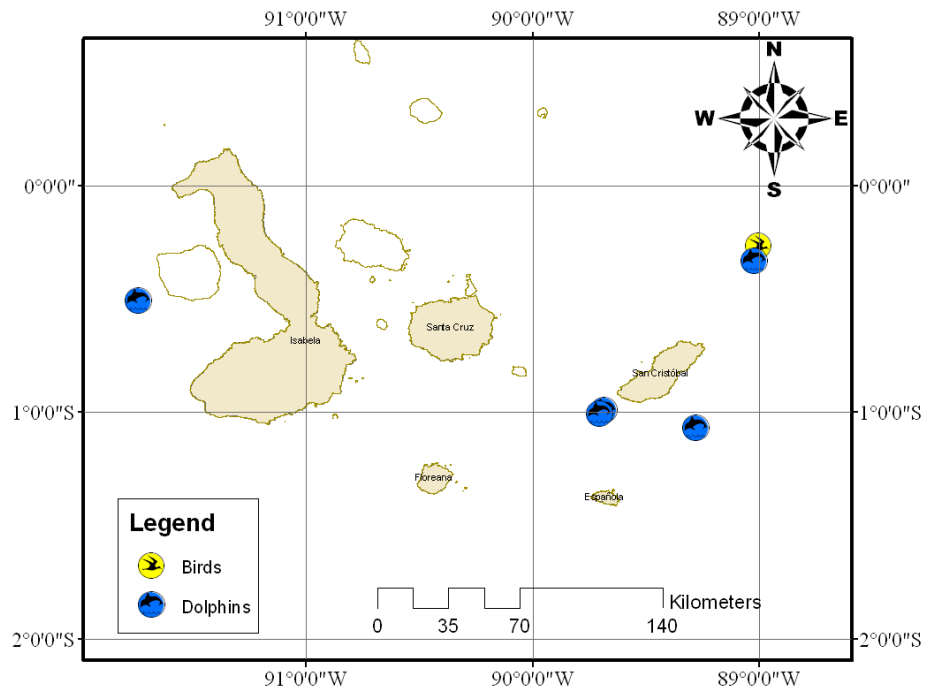 91°0'0"W 90°0'0"W 89°0'0"W
N
W E
S
0°0'0" 0°0'0"
Santa Cruz
Isabela
San Cristóbal
1°0'0"S 1°0'0"S
Floreana
Española
Legend
Birds
Dolphins
Kilometers
0 35 70 140
2°0'0"S 2°0'0"S
91°0'0"W 90°0'0"W 89°0'0"W